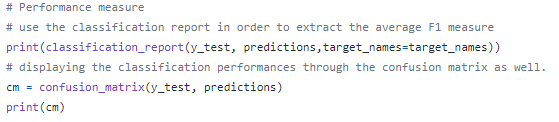 # Performance measure
# use the classification report in order to extract the average F1 measure
print(classification_report(y_test, predictions,target_names=target_names))
# displaying the classification performances through the confusion matrix as well.
cm = confusion_matrix(y_test, predictions)
print(cm)